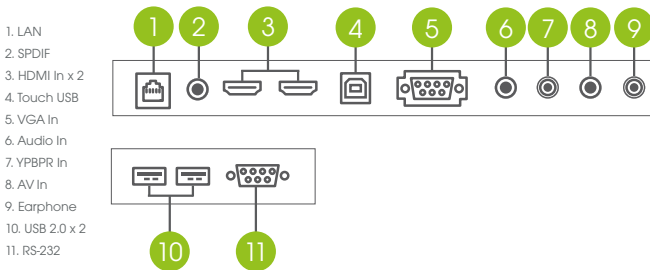 1. LAN
2. SPDIF
3. HDMI In x 2
4. Touch USB
5. VGA In
6. Audio In
7. YPBPR In
8. AV In
9. Earphone
10. USB 2.0 x 2
11. RS-232
1 2 3 4 5 6 7 8 9
10 11